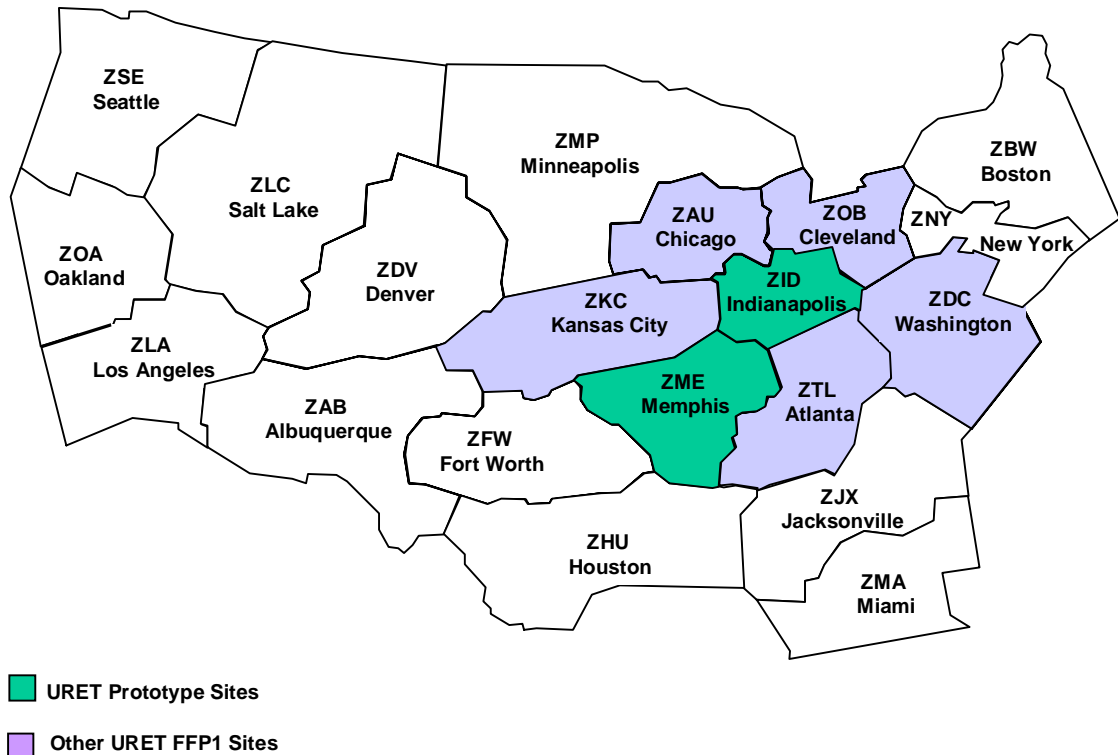 ZSE
Seattle
ZMP
Minneapolis
ZBW
Boston
ZLC
Salt Lake
ZAU
Chicago
ZOB
Cleveland
ZNY
New York
ZOA
Oakland
ZDV
Denver
ZID
Indianapolis
ZKC
Kansas City
ZDC
Washington
ZLA
Los Angeles
ZME
Memphis
ZTL
Atlanta
ZAB
Albuquerque
ZFW
Fort Worth
ZJX
Jacksonville
ZHU
Houston
ZMA
Miami
URET Prototype Sites
Other URET FFP1 Sites